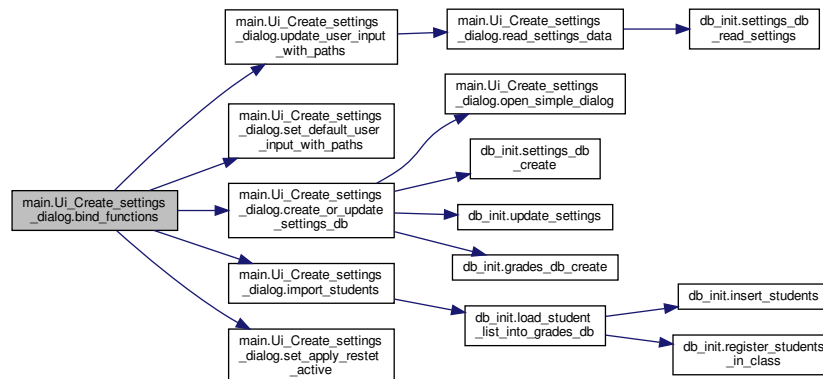 main.Ui_Create_settings
_dialog.update_user_input
_with_paths
main.Ui_Create_settings
_dialog.read_settings_data
db_init.settings_db
_read_settings
main.Ui_Create_settings
_dialog.open_simple_dialog
main.Ui_Create_settings
_dialog.set_default_user
_input_with_paths
db_init.settings_db
_create
main.Ui_Create_settings
_dialog.bind_functions
main.Ui_Create_settings
_dialog.create_or_update
_settings_db
db_init.update_settings
db_init.grades_db_create
main.Ui_Create_settings
_dialog.import_students
db_init.load_student
_list_into_grades_db
db_init.insert_students
db_init.register_students
_in_class
main.Ui_Create_settings
_dialog.set_apply_restet
_active